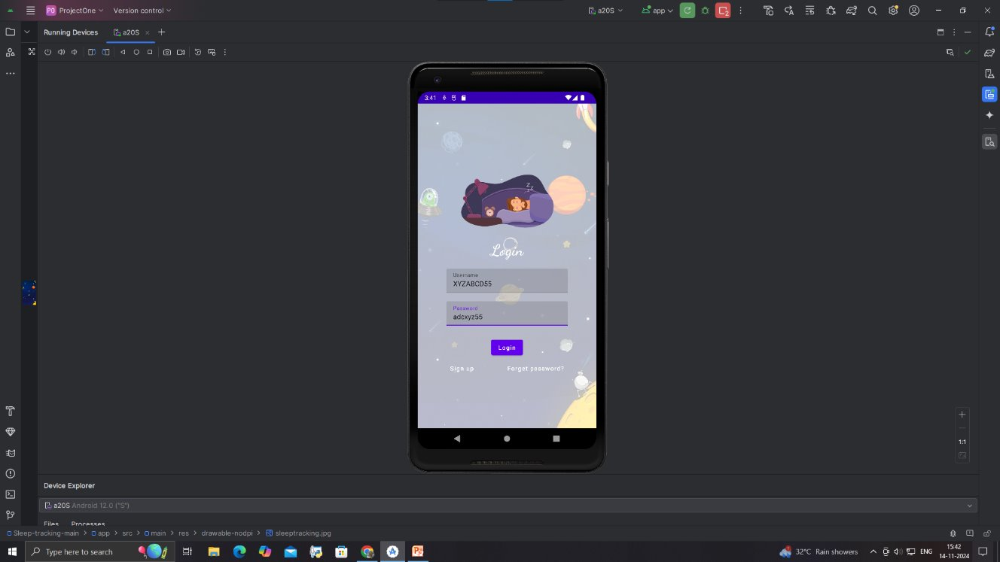 PO ProjectOne Version control a20S app 2
Running Devices a20S
3:41
Z
Z
Z
Login
Username
XYZABCD55
Password
adcxyz55
Login
Sign up Forget password?
1:1
Device Explorer
a20S Android 12.0 ("S")
Files Processes
Sleep-tracking-main > app > src > main > res > drawable-nodpi > sleeptracking.jpg
Type here to search 32°C Rain showers ENG 15:42
14-11-2024